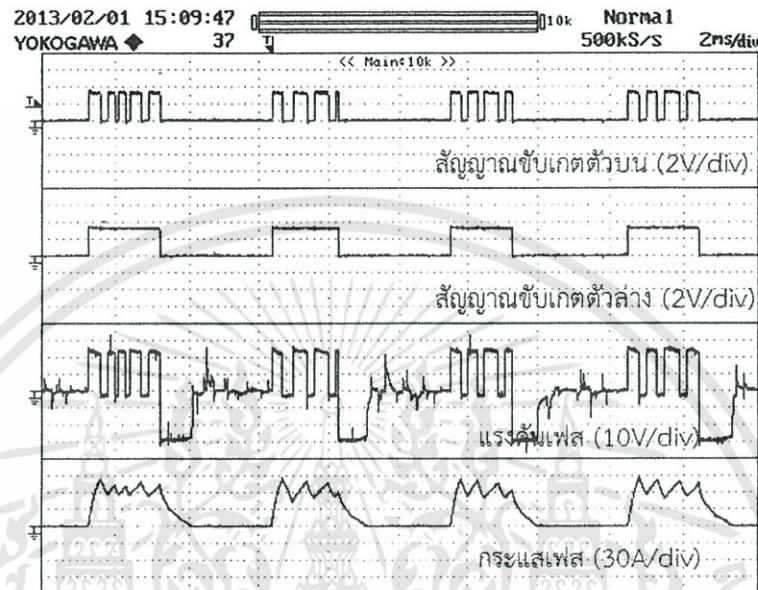 2013/02/01 15:09:47
10k
Normal
YOKOGAWA ◆
37
500kS/s
2ms/div
<< Main:10k >>
สัญญาณขับเกตตัวบน (2V/div)
สัญญาณขับเกตตัวล่าง (2V/div)
แรงดันเฟส (10V/div)
กระแสเฟส (30A/div)